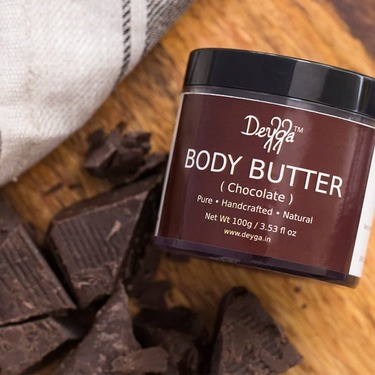 Deyga™
BODY BUTTER
( Chocolate )
Pure • Handcrafted • Natural
Net Wt 100g / 3.53 fl oz
www.deyga.in